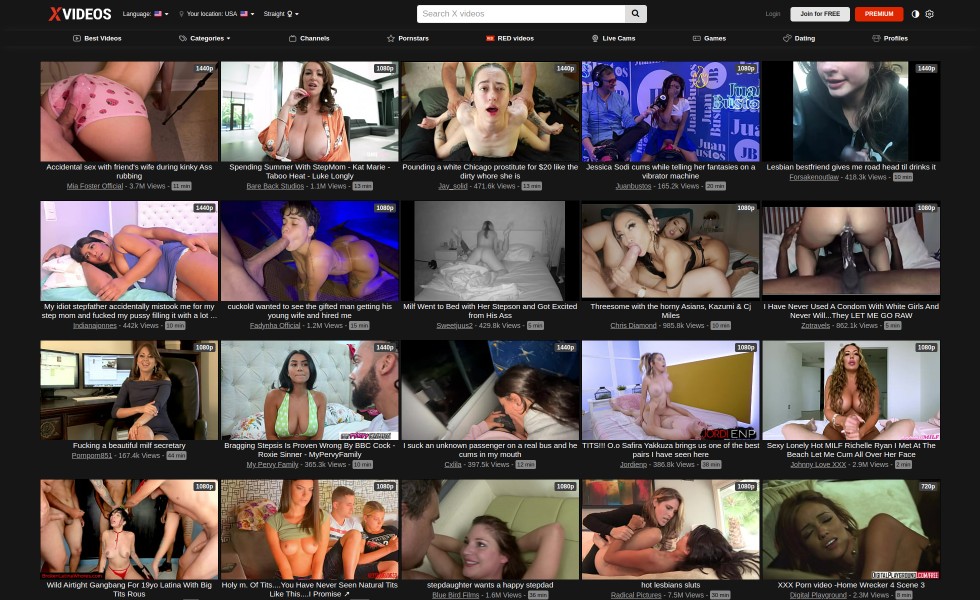 XVIDEOS
Language:
Your location: USA
Straight
Search X videos
Login
Join for FREE
PREMIUM
Best Videos
Categories
Channels
Pornstars
RED videos
Live Cams
Games
Dating
Profiles
1440p
1080p
1440p
1080p
1440p
Accidental sex with friend's wife during kinky Ass rubbing
Mia Foster Official - 3.7M Views - 11 min
Spending Summer With StepMom - Kat Marie - Taboo Heat - Luke Longly
Bare Back Studios - 1.1M Views - 13 min
Pounding a white Chicago prostitute for $20 like the dirty whore she is
Jay_solid - 471.6k Views - 13 min
Jessica Sodi cums while telling her fantasies on a vibrator machine
Juanbustos - 165.2k Views - 20 min
Lesbian bestfriend gives me road head til drinks it
Forsakenoutlaw - 418.3k Views - 10 min
1440p
1080p
1080p
1080p
My idiot stepfather accidentally mistook me for my step mom and fucked my pussy filling it with a lot ...
Indianajonnes - 442k Views - 10 min
cuckold wanted to see the gifted man getting his young wife and hired me
Fadynha Official - 1.2M Views - 15 min
Milf Went to Bed with Her Stepson and Got Excited from His Ass
Sweetjuus2 - 429.8k Views - 5 min
Threesome with the horny Asians, Kazumi & Cj Miles
Chris Diamond - 985.8k Views - 10 min
I Have Never Used A Condom With White Girls And Never Will...They LET ME GO RAW
Zotravels - 862.1k Views - 5 min
1080p
1440p
1440p
1080p
1080p
Fucking a beautiful milf secretary
Pompom851 - 167.4k Views - 44 min
Bragging Stepsis Is Proven Wrong By BBC Cock - Roxie Sinner - MyPervyFamily
My Pervy Family - 365.3k Views - 10 min
I suck an unknown passenger on a real bus and he cums in my mouth
Cxlila - 397.5k Views - 12 min
TITS!!! O.o Safira Yakkuza brings us one of the best pairs I have seen here
Jordienp - 386.8k Views - 38 min
Sexy Lonely Hot MILF Richelle Ryan I Met At The Beach Let Me Cum All Over Her Face
Johnny Love XXX - 2.9M Views - 2 min
1080p
1080p
1080p
1080p
720p
Wild Airtight Gangbang For 19yo Latina With Big Tits Rous
Holy m. Of Tits....You Have Never Seen Natural Tits Like This....I Promise ↗
stepdaughter wants a happy stepdad
Blue Bird Films - 1.6M Views - 36 min
hot lesbians sluts
Radical Pictures - 7.5M Views - 30 min
XXX Porn video -Home Wrecker 4 Scene 3
Digital Playground - 2.3M Views - 8 min